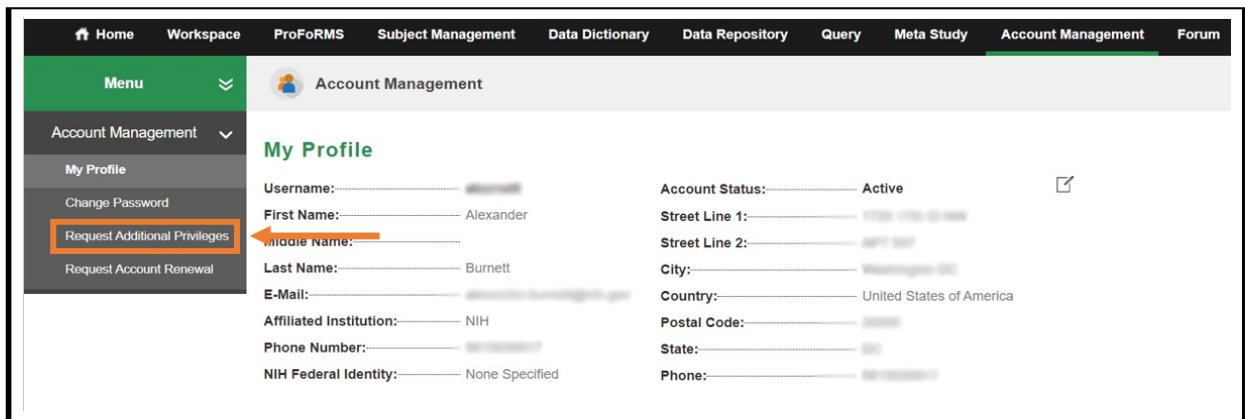 Home Workspace ProFoRMS Subject Management Data Dictionary Data Repository Query Meta Study Account Management Forum
Menu
Account Management
Account Management
My Profile
Change Password
Request Additional Privileges
Request Account Renewal
My Profile
Username:
First Name: Alexander
Middle Name:
Last Name: Burnett
E-Mail:
Affiliated Institution: NIH
Phone Number:
NIH Federal Identity: None Specified
Account Status: Active
Street Line 1:
Street Line 2:
City:
Country: United States of America
Postal Code:
State:
Phone: